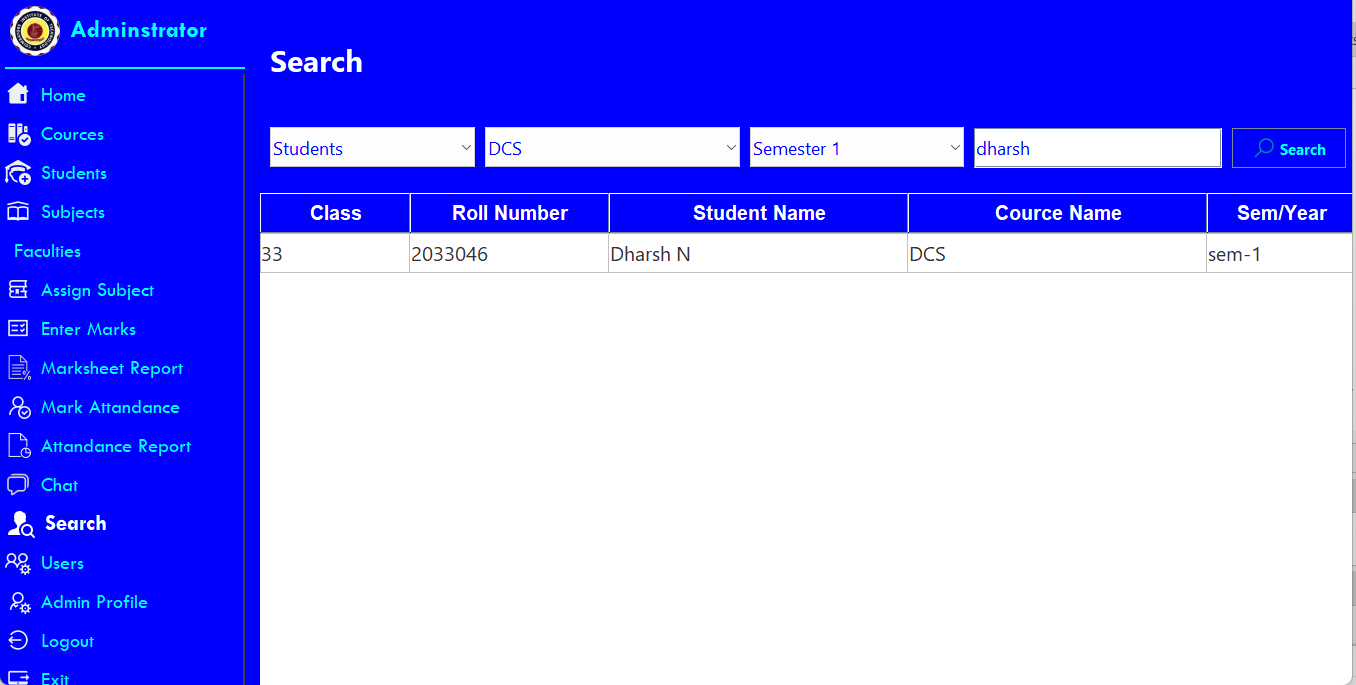 Adminstrator
Search
Home
Cources
Students
Subjects
Faculties
Assign Subject
Enter Marks
Marksheet Report
Mark Attandance
Attandance Report
Chat
Search
Users
Admin Profile
Logout
Exit
Students DCS Semester 1 dharsh Search
Class Roll Number Student Name Cource Name Sem/Year
33 2033046 Dharsh N DCS sem-1